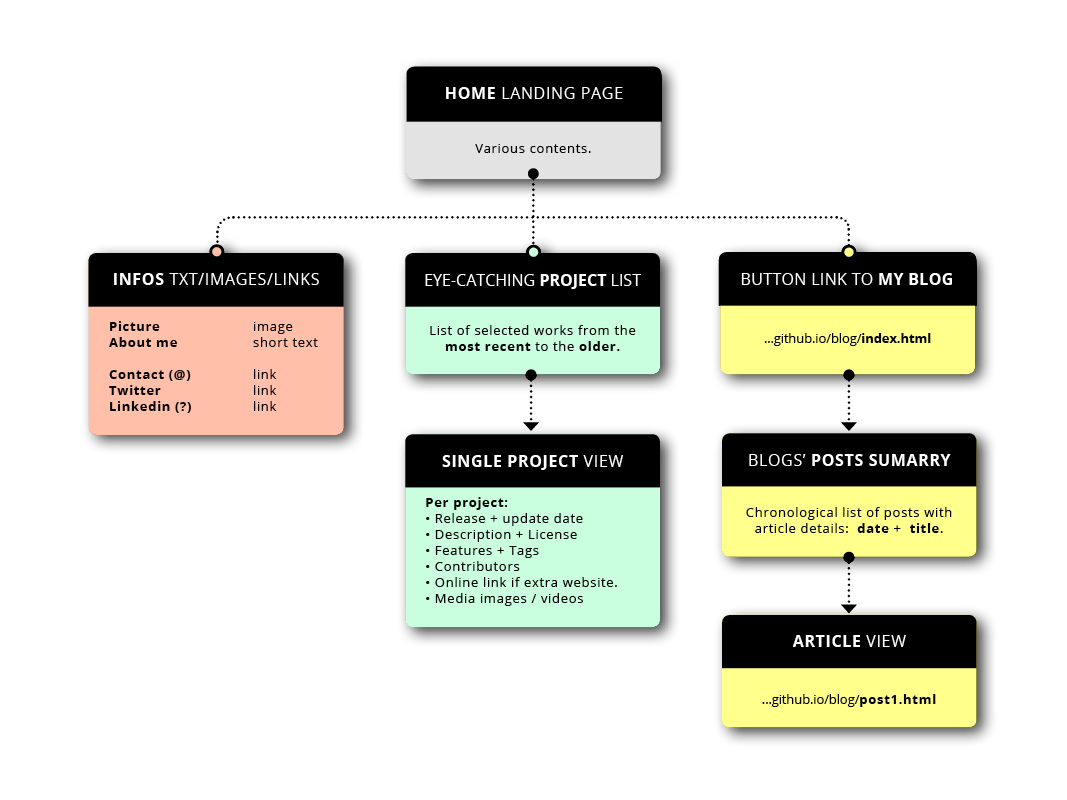 HOME LANDING PAGE
Various contents.
INFOS TXT/IMAGES/LINKS
Picture image
About me short text
Contact (@) link
Twitter link
Linkedin (?) link
EYE-CATCHING PROJECT LIST
List of selected works from the
most recent to the older.
SINGLE PROJECT VIEW
Per project:
• Release + update date
• Description + License
• Features + Tags
• Contributors
• Online link if extra website.
• Media images / videos
BUTTON LINK TO MY BLOG
...github.io/blog/index.html
BLOGS’ POSTS SUMARRY
Chronological list of posts with
article details: date + title.
ARTICLE VIEW
...github.io/blog/post1.html